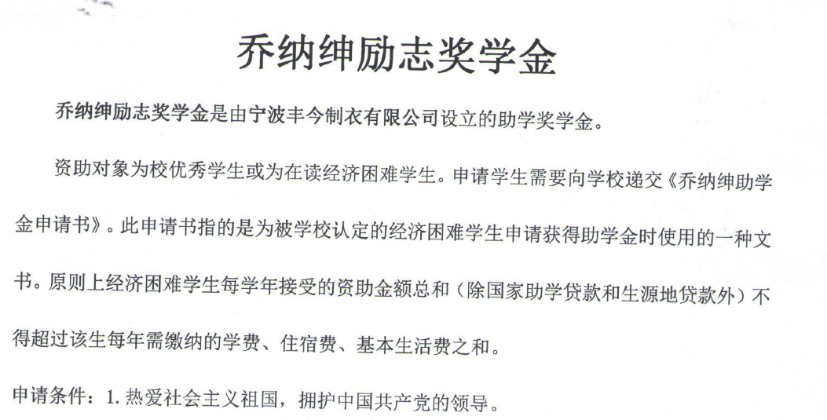 乔纳绅励志奖学金
乔纳绅励志奖学金是由宁波丰今制衣有限公司设立的助学奖学金。
资助对象为校优秀学生或为在读经济困难学生。申请学生需要向学校递交《乔纳绅助学
金申请书》。此申请书指的是为被学校认定的经济困难学生申请获得助学金时使用的一种文
书。原则上经济困难学生每学年接受的资助金额总和（除国家助学贷款和生源地贷款外）不
得超过该生每年需缴纳的学费、住宿费、基本生活费之和。
申请条件：1. 热爱社会主义祖国，拥护中国共产党的领导。